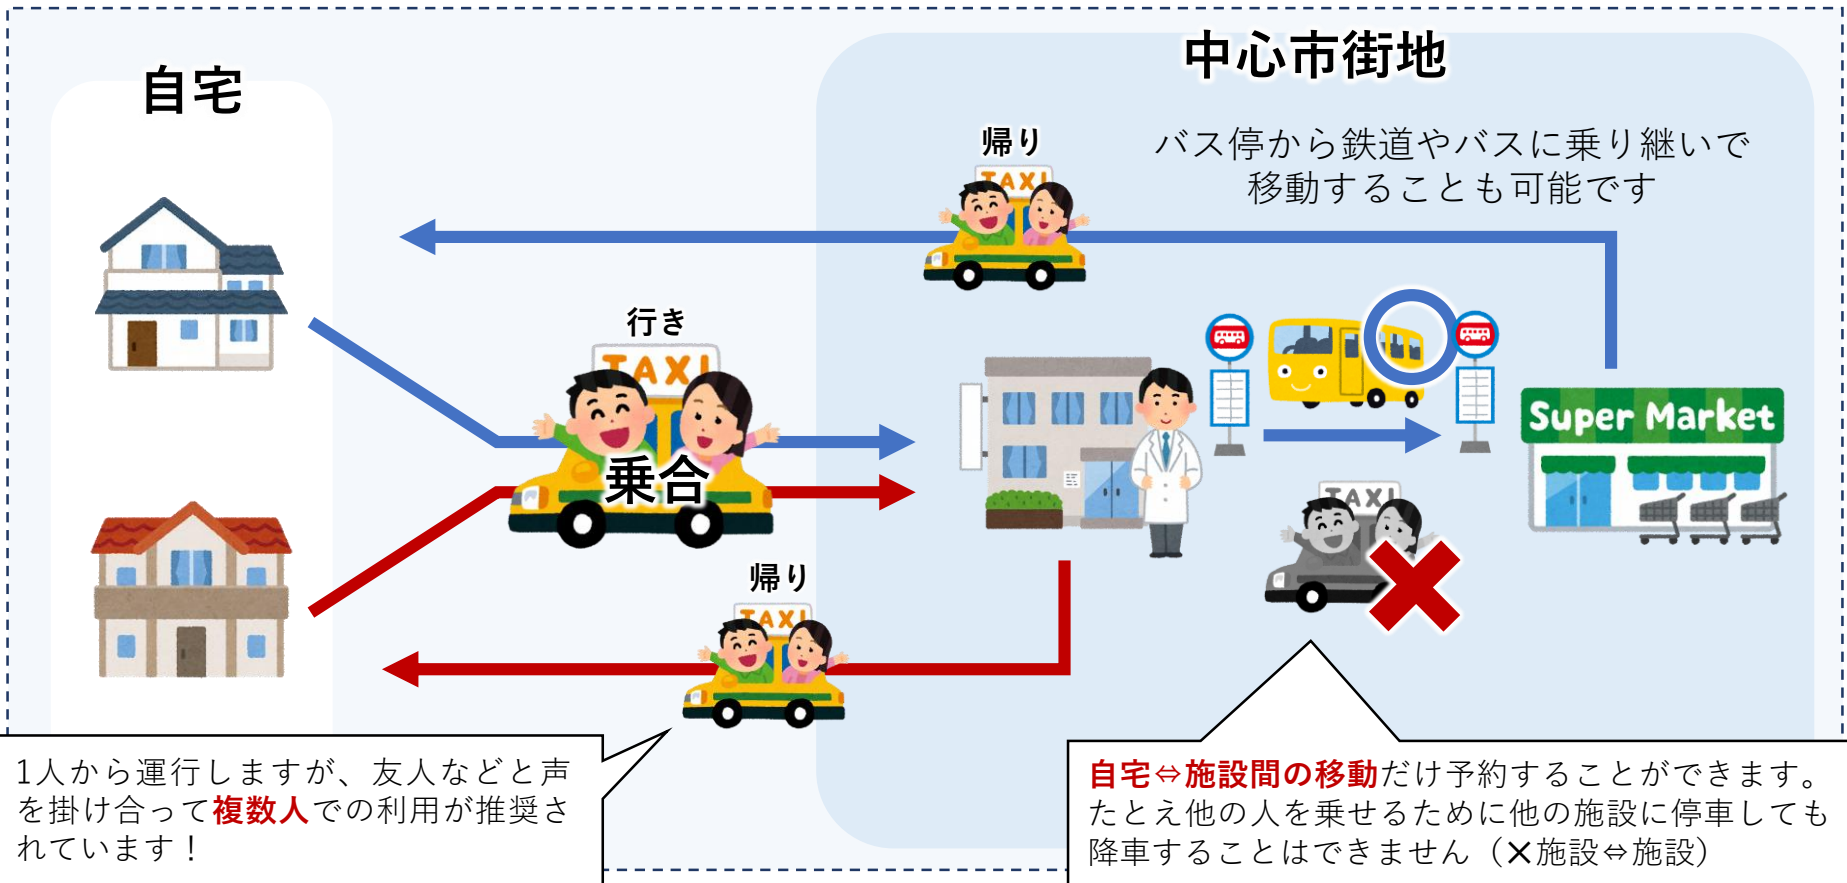 自宅
中心市街地
帰り
バス停から鉄道やバスに乗り継いで
移動することも可能です
TAXI
行き
TAXI
乗合
Super Market
TAXI
帰り
TAXI
1人から運行しますが、友人などと声
を掛け合って複数人での利用が推奨さ
れています！
自宅⇔施設間の移動だけ予約することができます。
たとえ他の人を乗せるために他の施設に停車しても
降車することはできません（✕施設⇔施設）